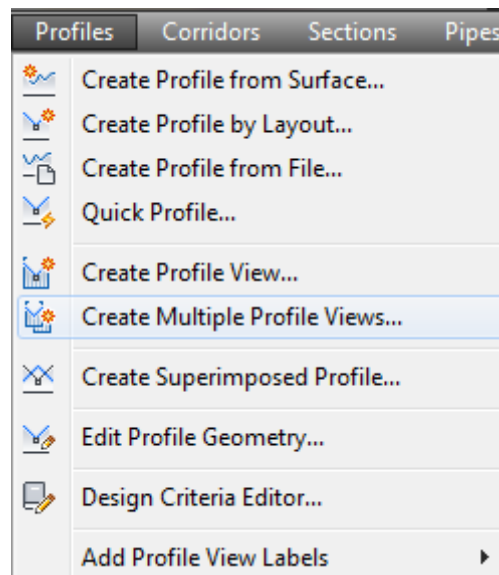 Profiles Corridors Sections Pipes
Create Profile from Surface...
Create Profile by Layout...
Create Profile from File...
Quick Profile...
Create Profile View...
Create Multiple Profile Views...
Create Superimposed Profile...
Edit Profile Geometry...
Design Criteria Editor...
Add Profile View Labels